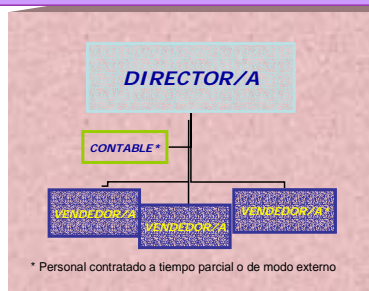 DIRECTOR/A
CONTABLE*
VENDEDOR/A
VENDEDOR/A
VENDEDOR/A*
* Personal contratado a tiempo parcial o de modo externo